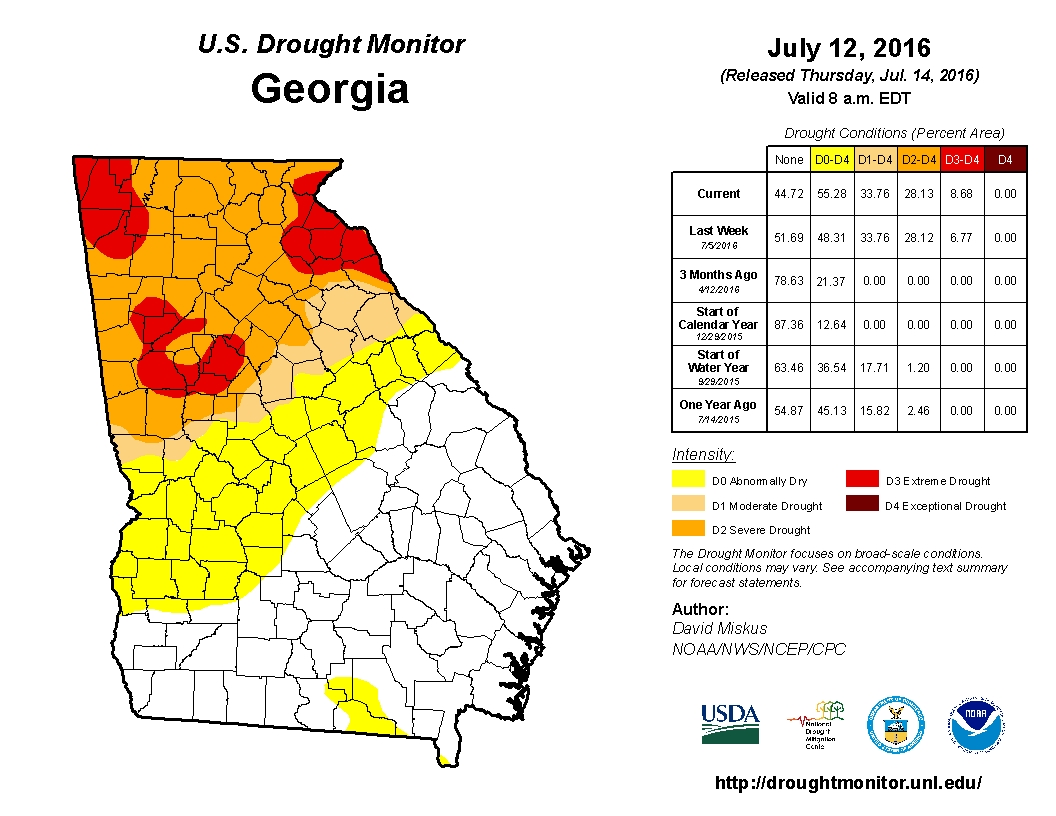 U.S. Drought Monitor
Georgia
July 12, 2016
(Released Thursday, Jul. 14, 2016)
Valid 8 a.m. EDT
Drought Conditions (Percent Area)
None D0-D4 D1-D4 D2-D4 D3-D4 D4
Current 44.72 55.28 33.76 28.13 8.68 0.00
Last Week
7/5/2016
51.69 48.31 33.76 28.12 6.77 0.00
3 Months Ago
4/12/2016
78.63 21.37 0.00 0.00 0.00 0.00
Start of
Calendar Year
12/29/2015
87.36 12.64 0.00 0.00 0.00 0.00
Start of
Water Year
9/29/2015
63.46 36.54 17.71 1.20 0.00 0.00
One Year Ago
7/14/2015
54.87 45.13 15.82 2.46 0.00 0.00
Intensity:
D0 Abnormally Dry
D1 Moderate Drought
D2 Severe Drought
D3 Extreme Drought
D4 Exceptional Drought
The Drought Monitor focuses on broad-scale conditions.
Local conditions may vary. See accompanying text summary
for forecast statements.
Author:
David Miskus
NOAA/NWS/NCEP/CPC
USDA
National
Drought
Mitigation
Center
NOAA
http://droughtmonitor.unl.edu/